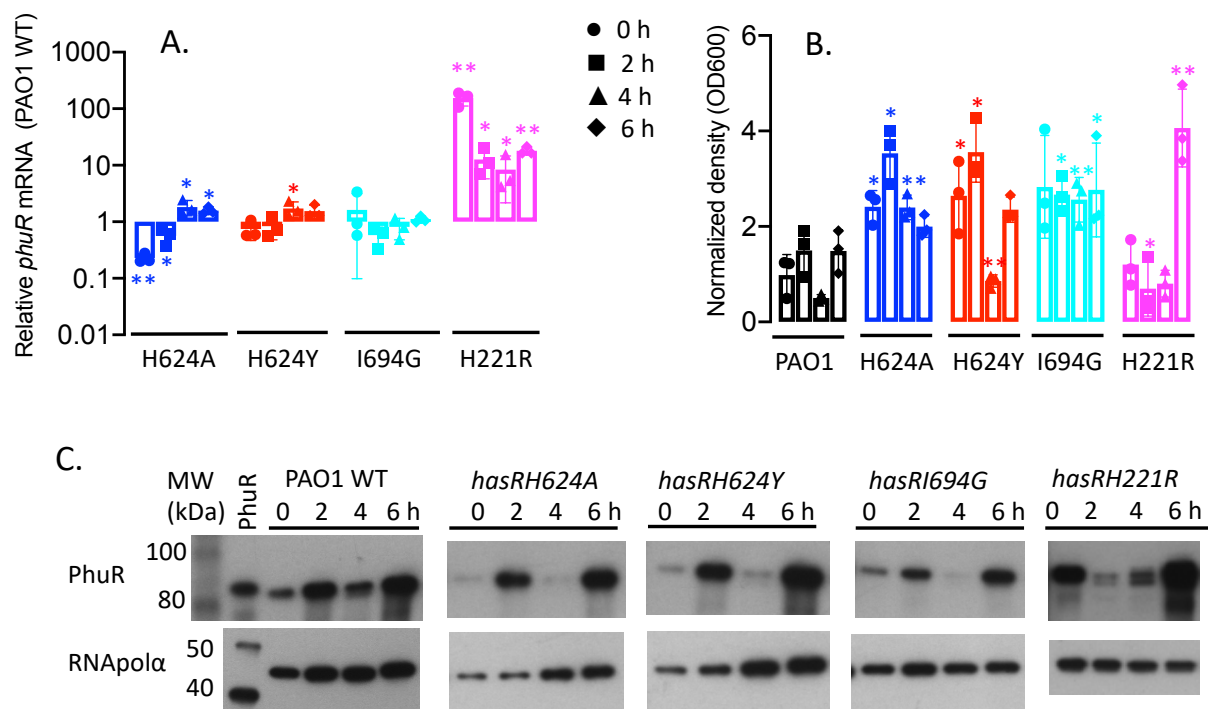 A.
Relative phuR mRNA (PAO1 WT)
1000
100
10
1
0.1
0.01
** * * *
*
* * * **
H624A H624Y I694G H221R
0 h
2 h
4 h
6 h
B.
Normalized density (OD600)
6
4
2
0
* * **
* * **
* ** *
* **
PAO1 H624A H624Y I694G H221R
C.
MW
(kDa)
PhuR
PAO1 WT hasRH624A hasRH624Y hasRI694G hasRH221R
0 2 4 6 h 0 2 4 6 h 0 2 4 6 h 0 2 4 6 h 0 2 4 6 h
100
PhuR
80
50
RNApolα
40